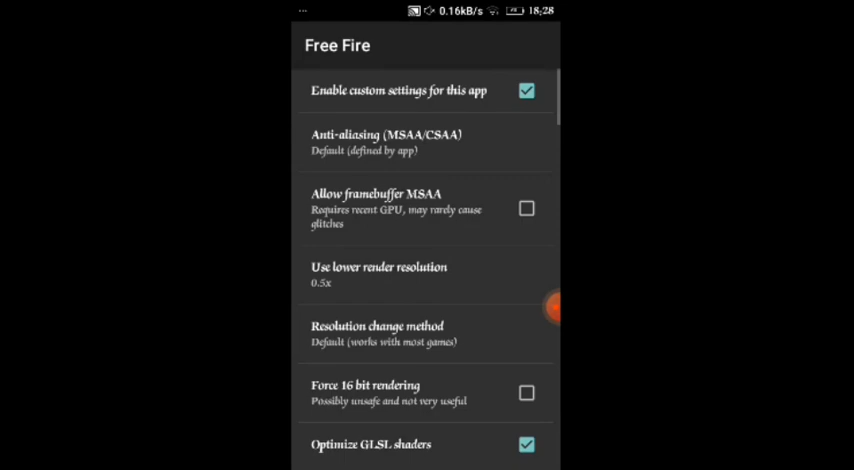 ... 0.16kB/s 18:28
Free Fire
Enable custom settings for this app
Anti-aliasing (MSAA/CSAA)
Default (defined by app)
Allow framebuffer MSAA
Requires recent GPU, may rarely cause
glitches
Use lower render resolution
0.5x
Resolution change method
Default (works with most games)
Force 16 bit rendering
Possibly unsafe and not very useful
Optimize GLSL shaders